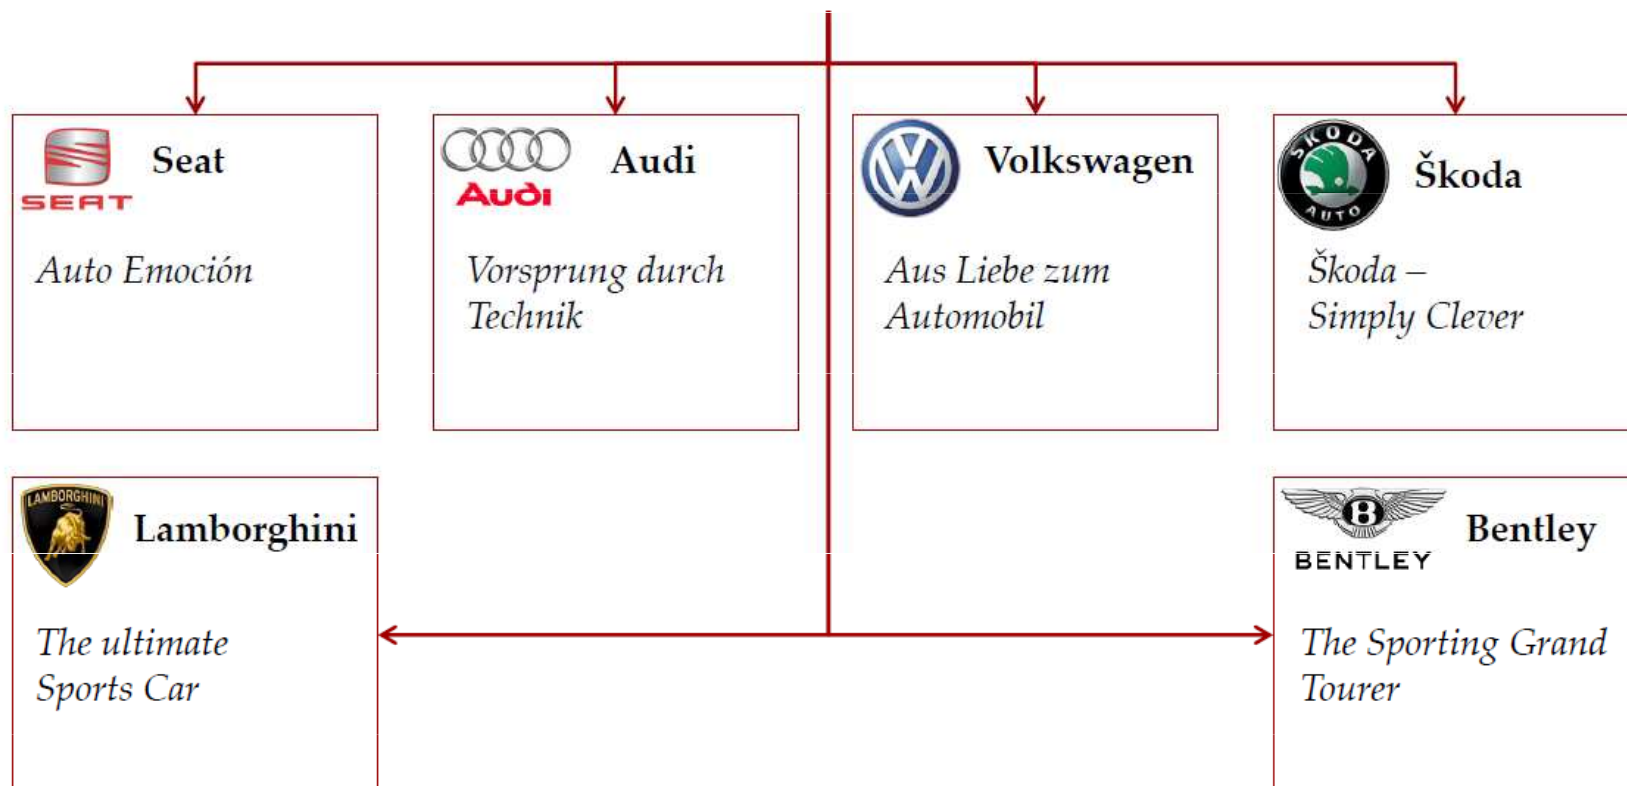 Seat
SEAT
Auto Emoción
Audi
Audi
Vorsprung durch
Technik
Volkswagen
Aus Liebe zum
Automobil
SKODA
AUTO
Škoda
Škoda –
Simply Clever
LAMBORGHINI
Lamborghini
The ultimate
Sports Car
B
BENTLEY
Bentley
The Sporting Grand
Tourer